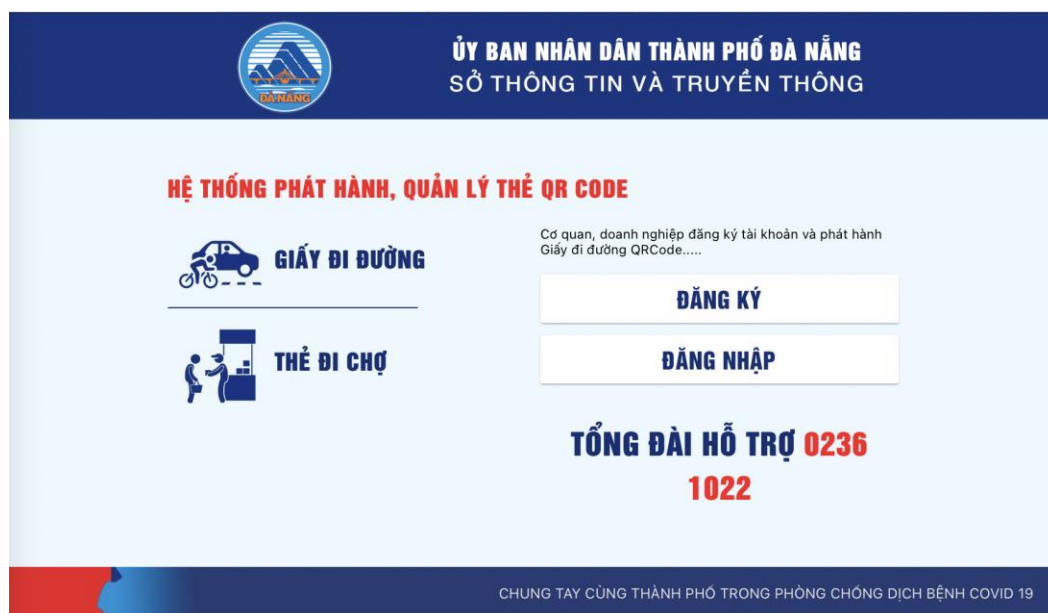 ĐÀ NẴNG
ỦY BAN NHÂN DÂN THÀNH PHỐ ĐÀ NẴNG
SỞ THÔNG TIN VÀ TRUYỀN THÔNG
HỆ THỐNG PHÁT HÀNH, QUẢN LÝ THẺ QR CODE
GIẤY ĐI ĐƯỜNG
THẺ ĐI CHỢ
Cơ quan, doanh nghiệp đăng ký tài khoản và phát hành
Giấy đi đường QRCode.....
ĐĂNG KÝ
ĐĂNG NHẬP
TỔNG ĐÀI HỖ TRỢ 0236
1022
CHUNG TAY CÙNG THÀNH PHỐ TRONG PHÒNG CHỐNG DỊCH BỆNH COVID 19